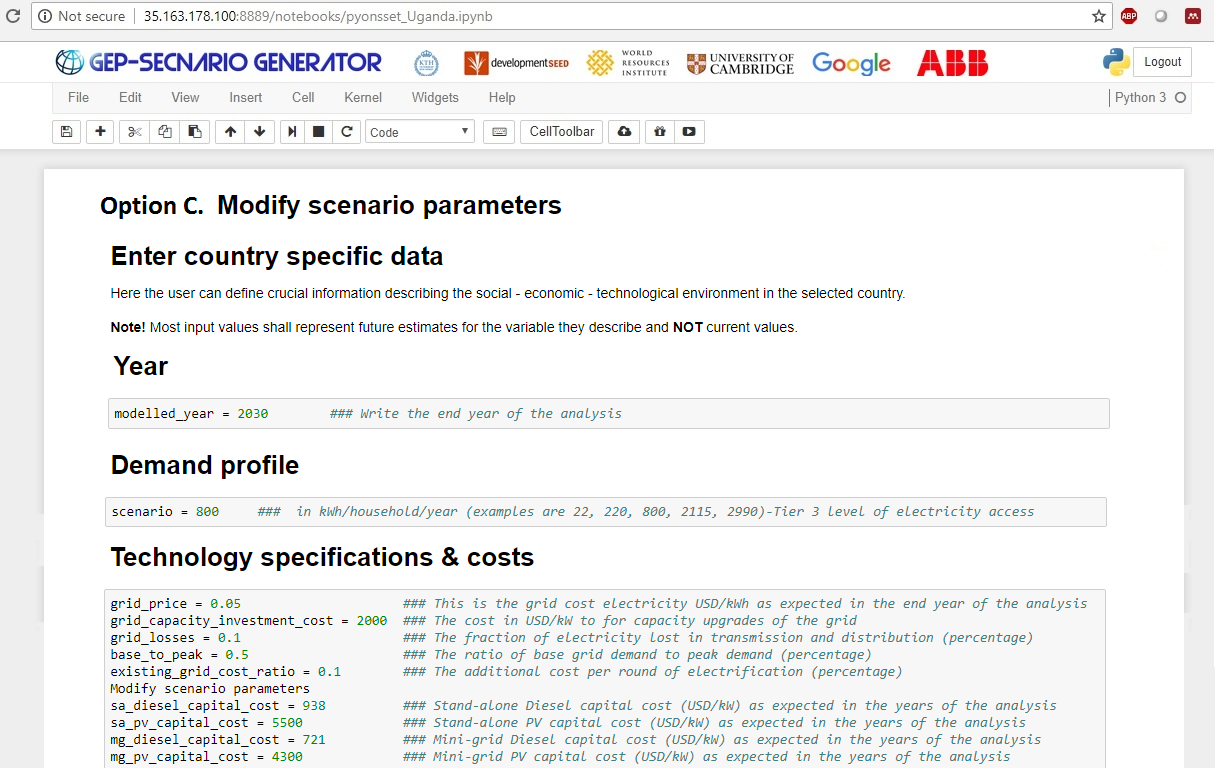 Not secure | 35.163.178.100:8889/notebooks/pyonsset_Uganda.ipynb
ABP
GEP-SECNARIO GENERATOR
KTH
developmentSEED
WORLD
RESOURCES
INSTITUTE
UNIVERSITY OF
CAMBRIDGE
Google
ABB
Logout
File Edit View Insert Cell Kernel Widgets Help
Python 3
Code
CellToolbar
Option C. Modify scenario parameters
Enter country specific data
Here the user can define crucial information describing the social - economic - technological environment in the selected country.
Note! Most input values shall represent future estimates for the variable they describe and NOT current values.
Year
modelled_year = 2030 ### Write the end year of the analysis
Demand profile
scenario = 800 ### in kWh/household/year (examples are 22, 220, 800, 2115, 2990)-Tier 3 level of electricity access
Technology specifications & costs
grid_price = 0.05 ### This is the grid cost electricity USD/kWh as expected in the end year of the analysis
grid_capacity_investment_cost = 2000 ### The cost in USD/kW to for capacity upgrades of the grid
grid_losses = 0.1 ### The fraction of electricity lost in transmission and distribution (percentage)
base_to_peak = 0.5 ### The ratio of base grid demand to peak demand (percentage)
existing_grid_cost_ratio = 0.1 ### The additional cost per round of electrification (percentage)
Modify scenario parameters
sa_diesel_capital_cost = 938 ### Stand-alone Diesel capital cost (USD/kW) as expected in the years of the analysis
sa_pv_capital_cost = 5500 ### Stand-alone PV capital cost (USD/kW) as expected in the years of the analysis
mg_diesel_capital_cost = 721 ### Mini-grid Diesel capital cost (USD/kW) as expected in the years of the analysis
mg_pv_capital_cost = 4300 ### Mini-grid PV capital cost (USD/kW) as expected in the years of the analysis